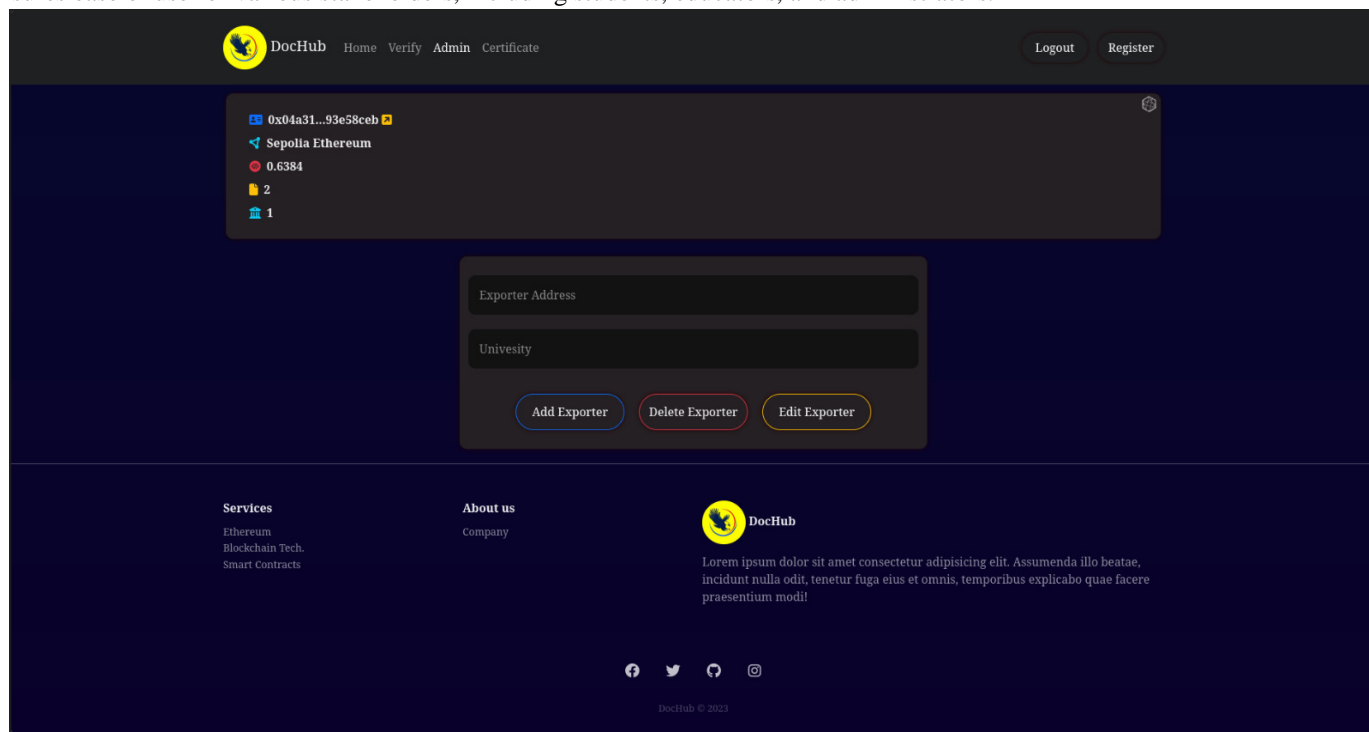 DocHub Home Verify Admin Certificate Logout Register
0x04a31...93e58ceb
Sepolia Ethereum
0.6384
2
1
Exporter Address
Univesity
Add Exporter Delete Exporter Edit Exporter
Services
Ethereum
Blockchain Tech.
Smart Contracts
About us
Company
DocHub
Lorem ipsum dolor sit amet consectetur adipisicing elit. Assumenda illo beatae,
incidunt nulla odit, tenetur fuga eius et omnis, temporibus explicabo quae facere
praesentium modi!
DocHub © 2023